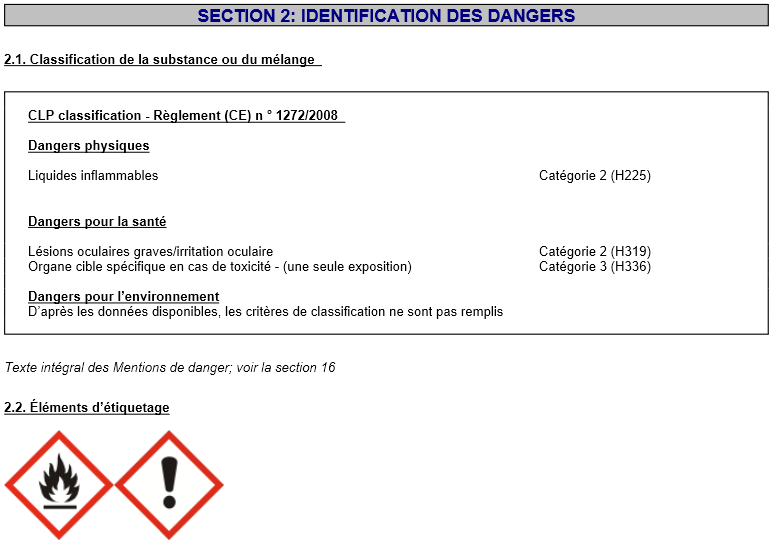 SECTION 2: IDENTIFICATION DES DANGERS
2.1. Classification de la substance ou du mélange
CLP classification - Règlement (CE) n ° 1272/2008
Dangers physiques
Liquides inflammables Catégorie 2 (H225)
Dangers pour la santé
Lésions oculaires graves/irritation oculaire Catégorie 2 (H319)
Organe cible spécifique en cas de toxicité - (une seule exposition) Catégorie 3 (H336)
Dangers pour l’environnement
D’après les données disponibles, les critères de classification ne sont pas remplis
Texte intégral des Mentions de danger; voir la section 16
2.2. Éléments d’étiquetage